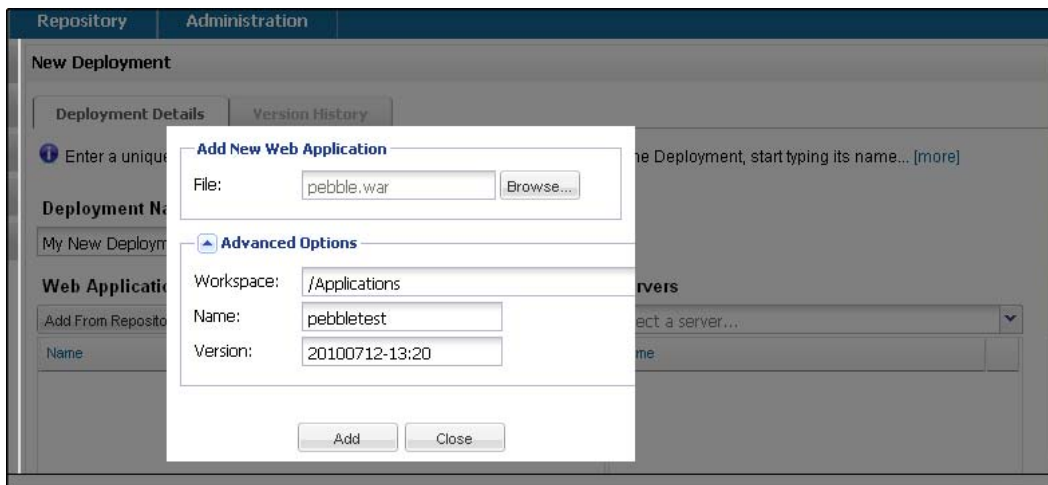 Repository Administration
New Deployment
Deployment Details Version History
Enter a unique he Deployment, start typing its name... [more]
Add New Web Application
File: pebble.war Browse...
Deployment Na
My New Deploym
Advanced Options
Workspace: /Applications
Web Applicatio rvers
Name: pebbletest
Add From Reposito ect a server...
Version: 20100712-13:20
Name me
Add Close